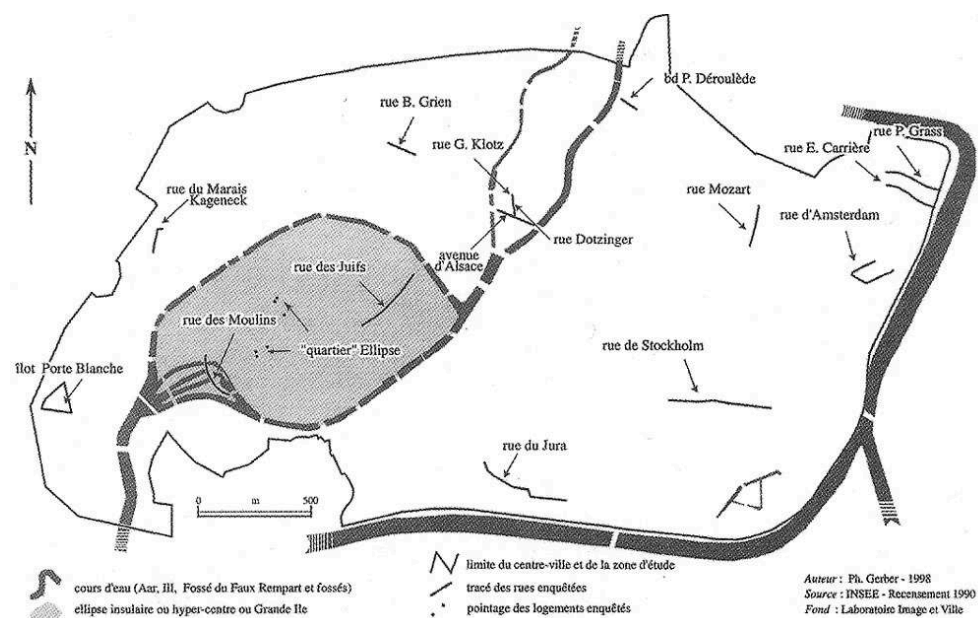 bd P. Déroulède
rue B. Grien
rue P. Grass
rue G. Klotz
rue E. Carrière
N
rue du Marais
Kageneck
rue Mozart
rue d'Amsterdam
rue Dotzinger
avenue
d'Alsace
rue des Juifs
rue des Moulins
"quartier" Ellipse
rue de Stockholm
îlot Porte Blanche
rue du Jura
0 m 500
cours d'eau (Aar, Ill, Fossé du Faux Rempart et fossés)
ellipse insulaire ou hyper-centre ou Grande Ile
limite du centre-ville et de la zone d'étude
tracé des rues enquêtées
pointage des logements enquêtés
Auteur : Ph. Gerber - 1998
Source : INSEE - Recensement 1990
Fond : Laboratoire Image et Ville